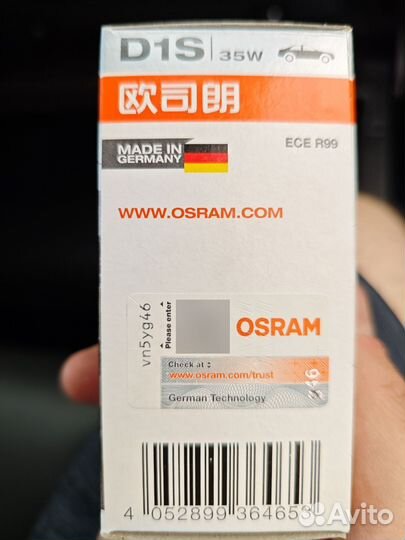 D1S 35W
欧司朗
MADE IN
GERMANY
ECE R99
WWW.OSRAM.COM
vn5yg46
Please enter
OSRAM
Check at :
www.osram.com/trust
German Technology
4 052899 36465
Avito